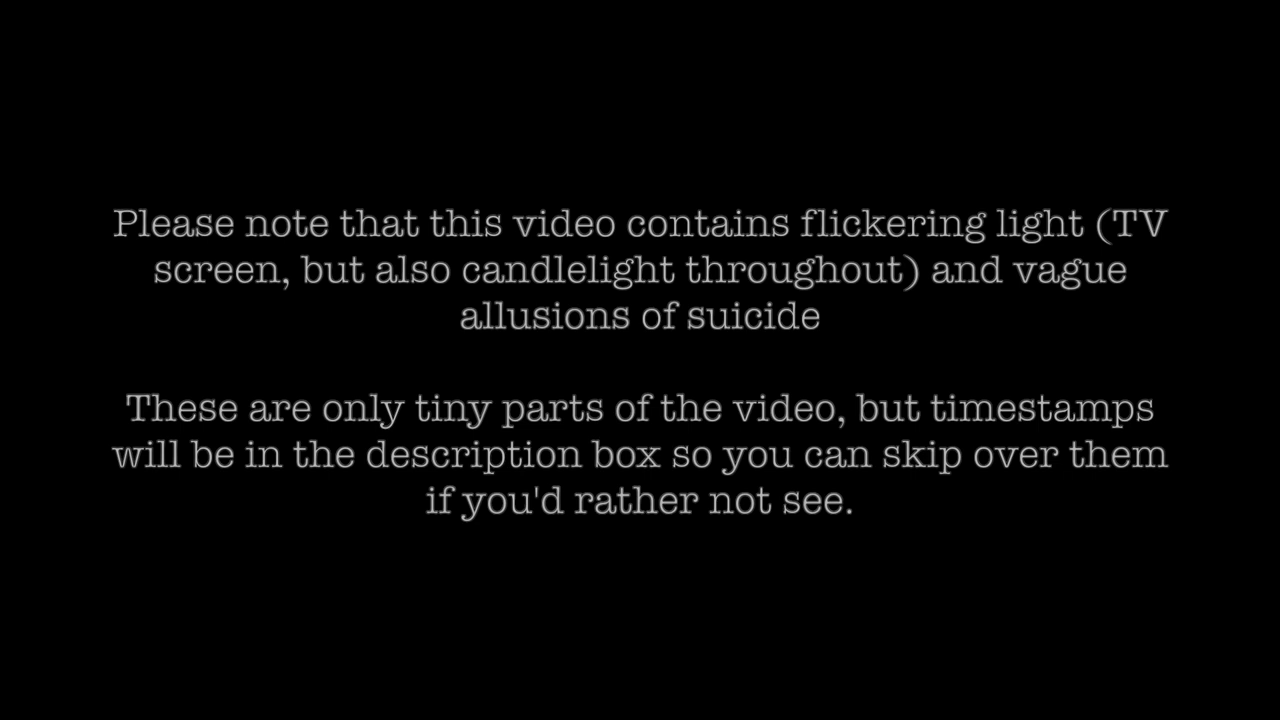 Please note that this video contains flickering light (TV
screen, but also candlelight throughout) and vague
allusions of suicide
These are only tiny parts of the video, but timestamps
will be in the description box so you can skip over them
if you'd rather not see.